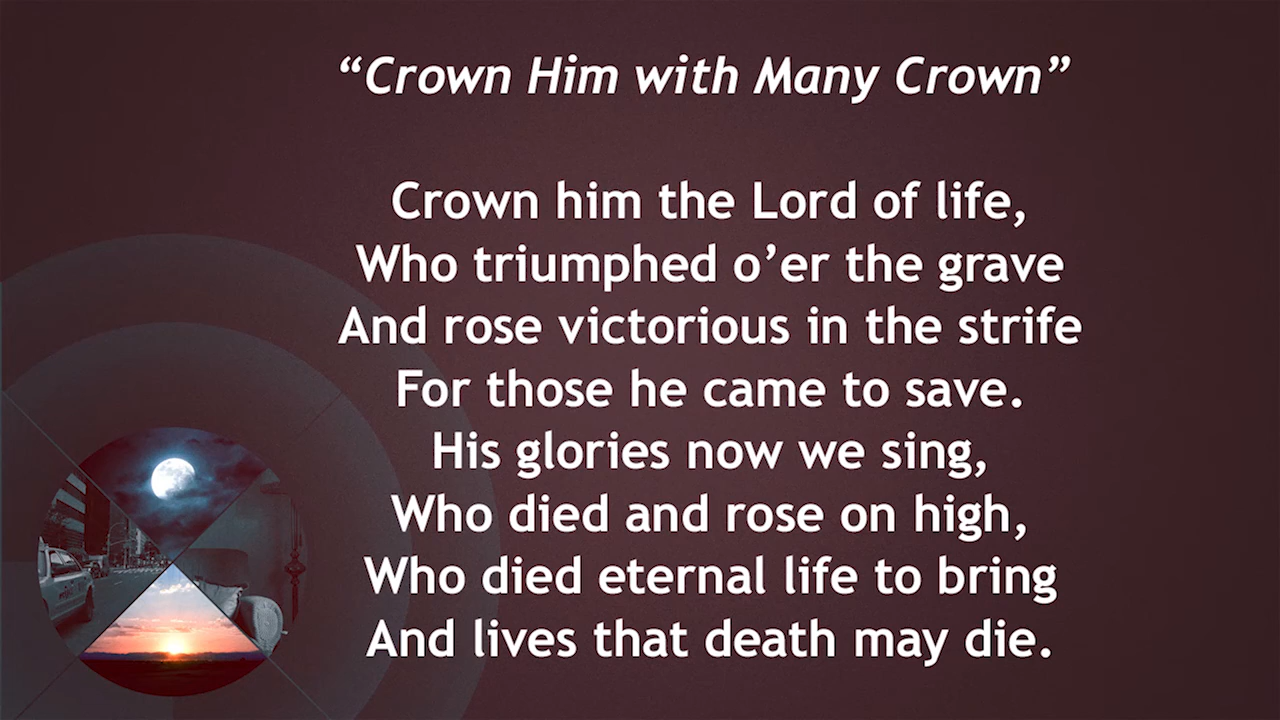 “Crown Him with Many Crown”
Crown him the Lord of life,
Who triumphed o’er the grave
And rose victorious in the strife
For those he came to save.
His glories now we sing,
Who died and rose on high,
Who died eternal life to bring
And lives that death may die.